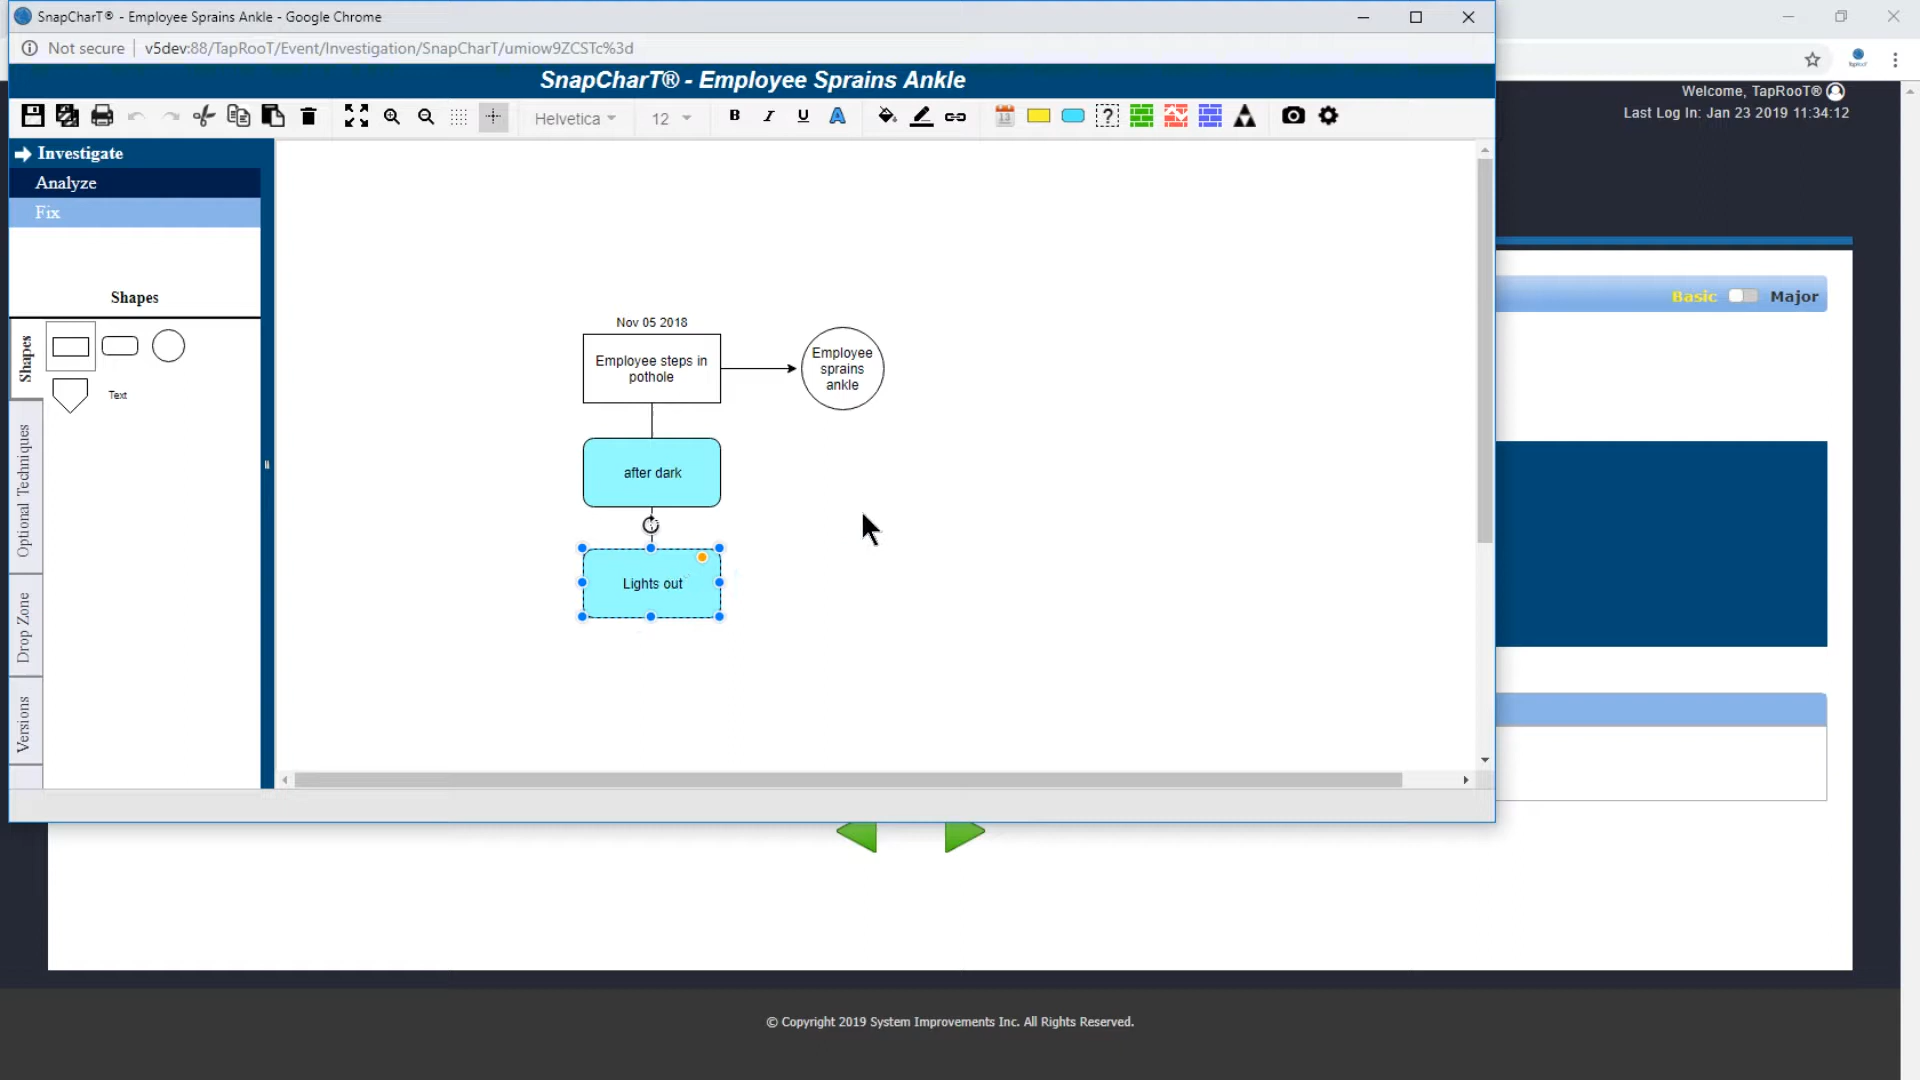 SnapCharT® - Employee Sprains Ankle - Google Chrome
Not secure | v5dev:88/TapRooT/Event/Investigation/SnapCharT/umiow9ZCSTc%3d
SnapCharT® - Employee Sprains Ankle
Helvetica
12
B I U A
13
?
Welcome, TapRooT®
Last Log In: Jan 23 2019 11:34:12
Investigate
Analyze
Fix
Shapes
Shapes
Text
Optional Techniques
Drop Zone
Versions
Nov 05 2018
Employee steps in
pothole
Employee
sprains
ankle
after dark
Lights out
Basic
Major
© Copyright 2019 System Improvements Inc. All Rights Reserved.